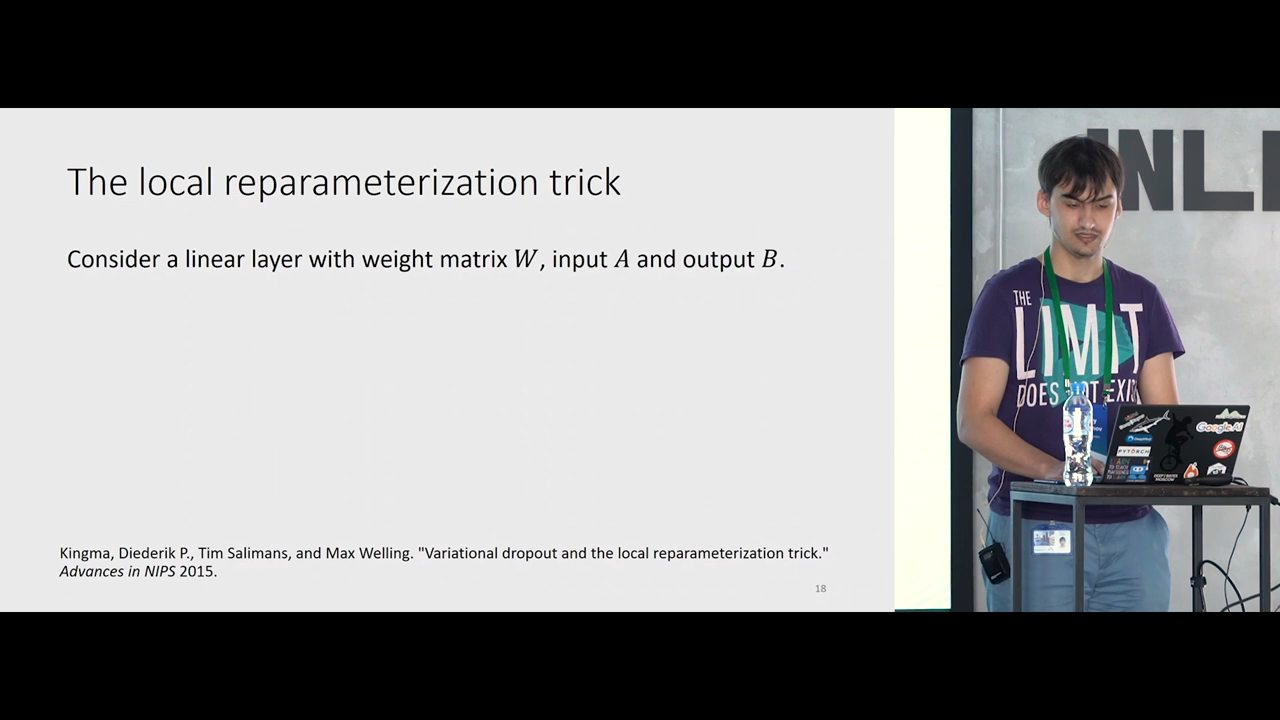 The local reparameterization trick
Consider a linear layer with weight matrix W, input A and output B.
Kingma, Diederik P., Tim Salimans, and Max Welling. "Variational dropout and the local reparameterization trick."
Advances in NIPS 2015.
18
INL
THE
LIMIT
DOES NOT EXIST
GoogleAI
PYTORCH